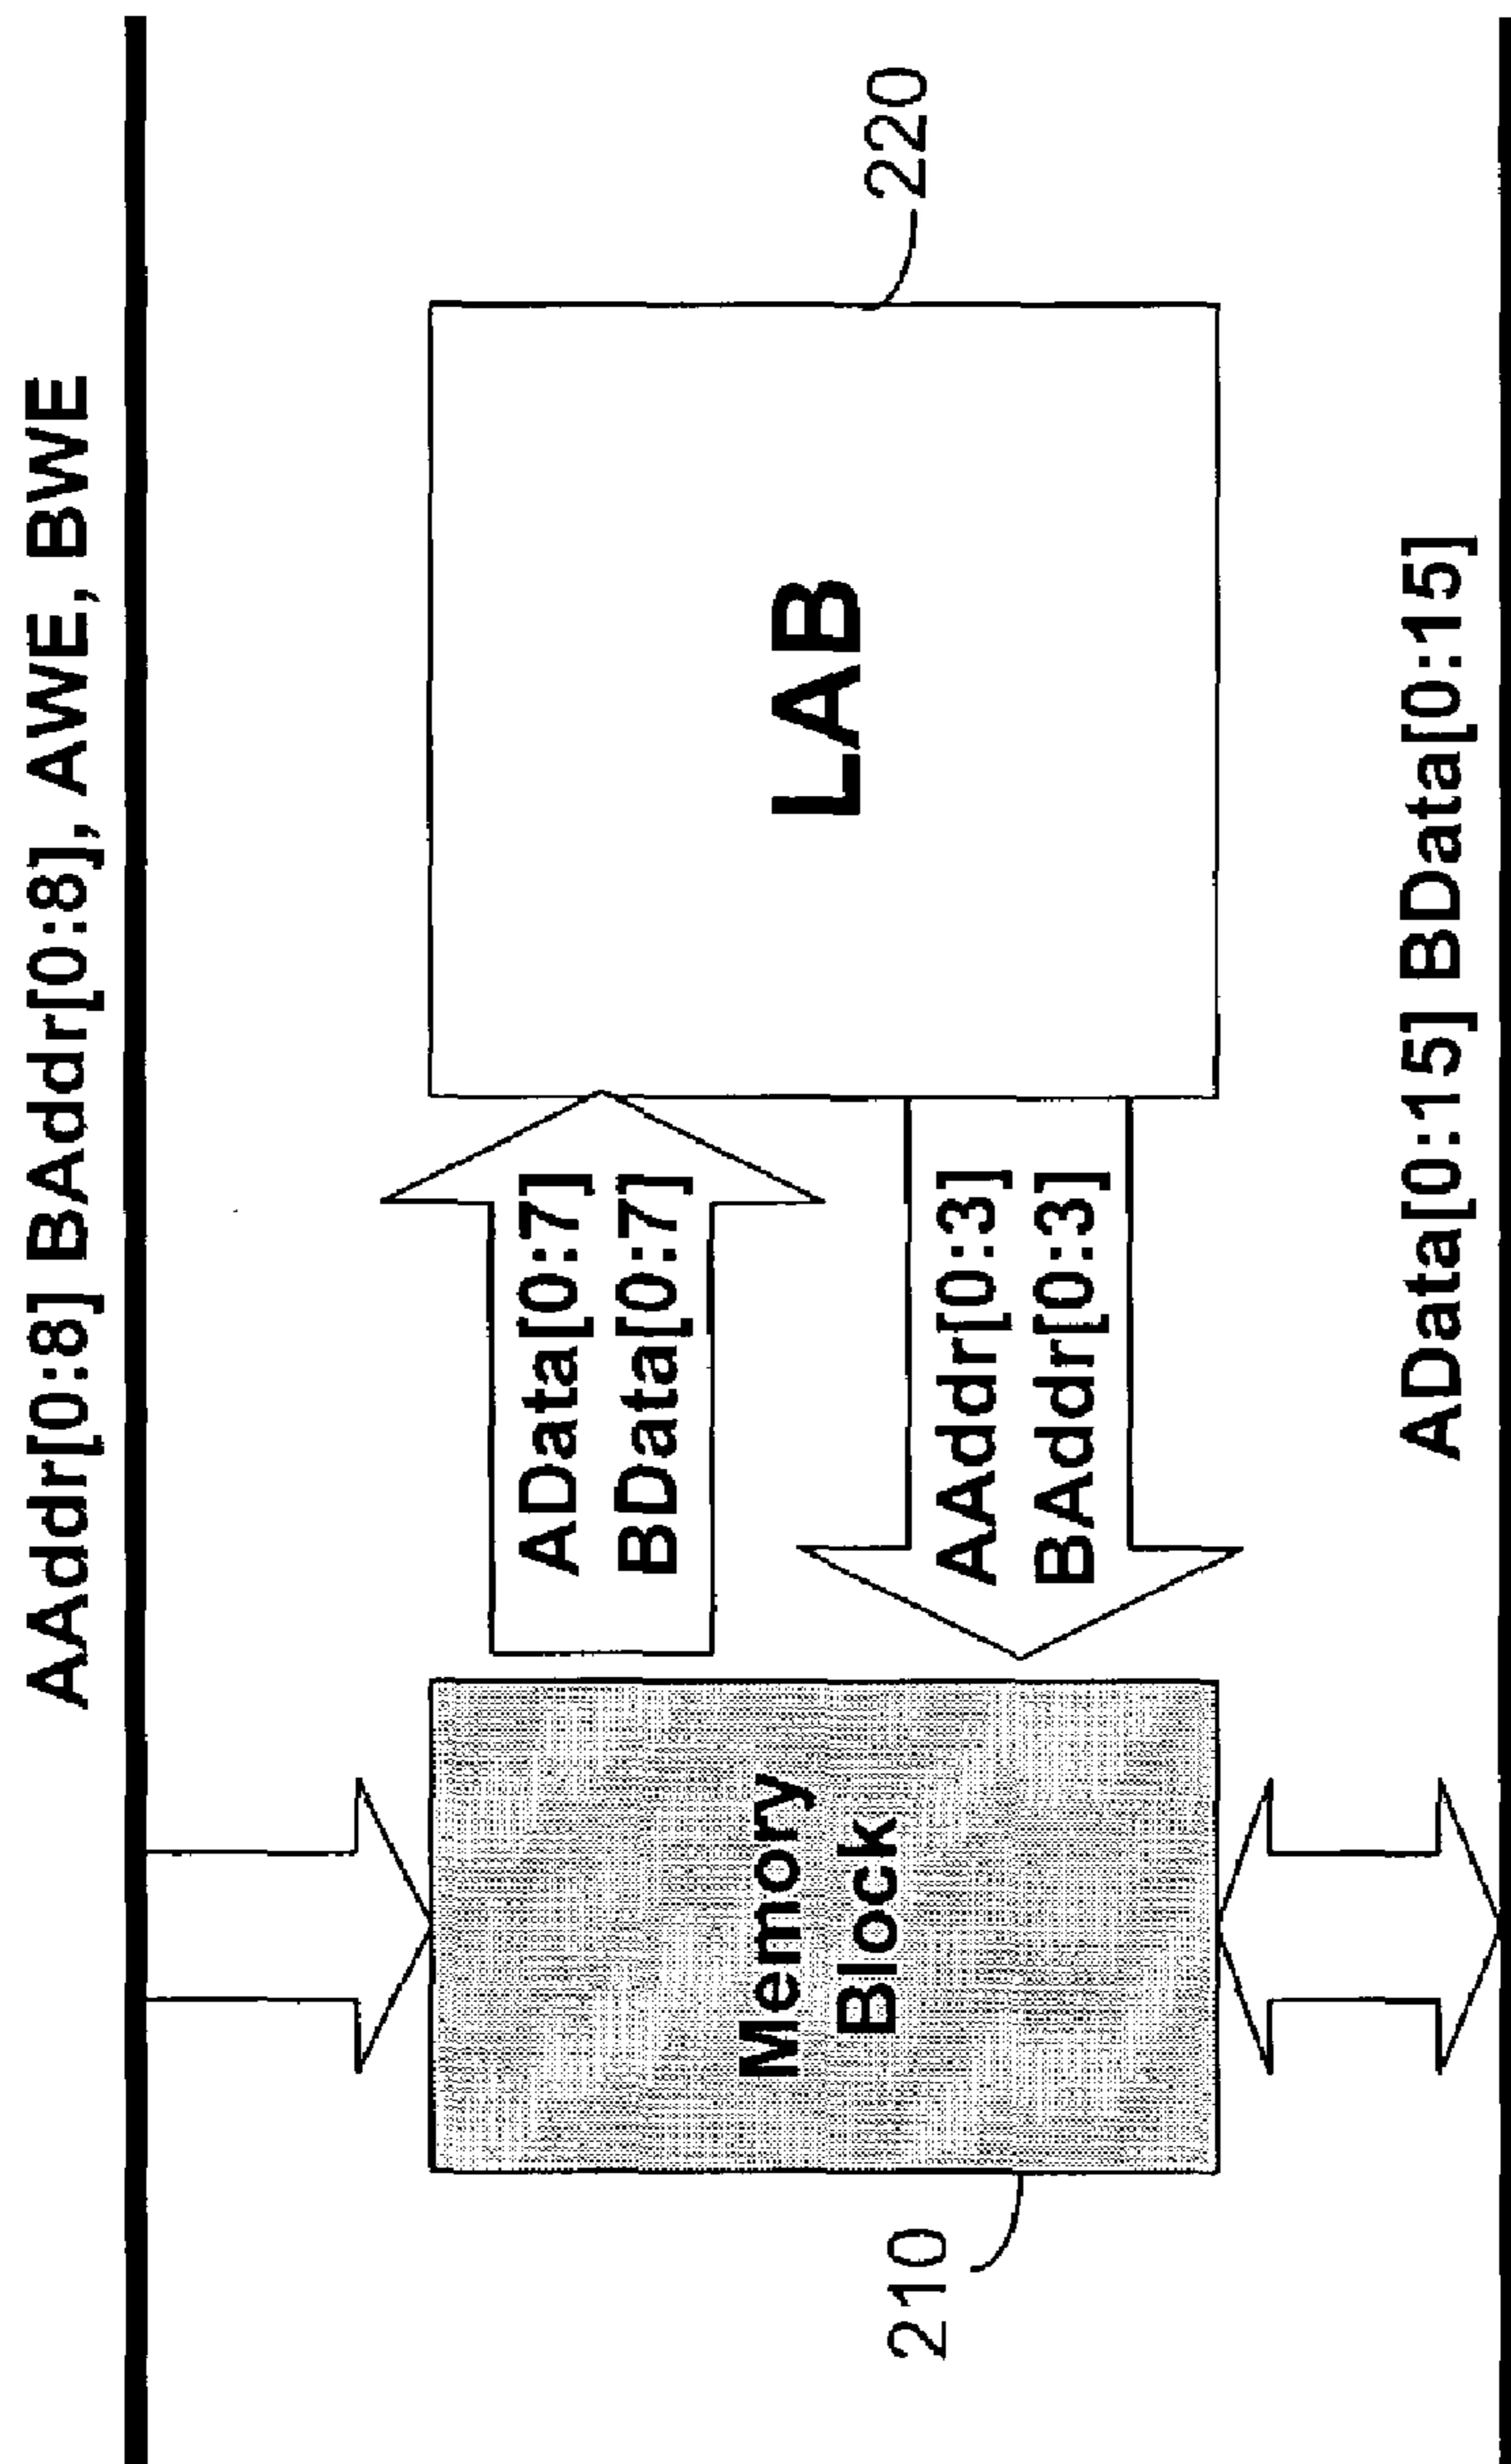 AAddr[0:8] BAddr[0:8], AWE, BWE
210
Memory
Block
AData[0:7]
BData[0:7]
AAddr[0:3]
BAddr[0:3]
LAB
220
AData[0:15] BData[0:15]